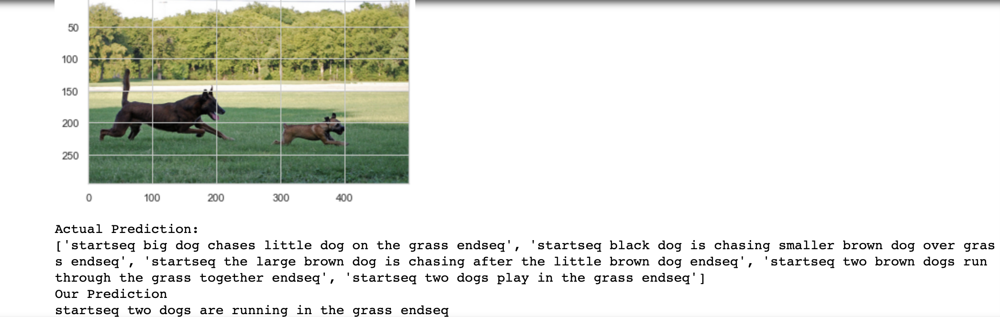 50
100
150
200
250
0 100 200 300 400
Actual Prediction:
['startseq big dog chases little dog on the grass endseq', 'startseq black dog is chasing smaller brown dog over gras
s endseq', 'startseq the large brown dog is chasing after the little brown dog endseq', 'startseq two brown dogs run
through the grass together endseq', 'startseq two dogs play in the grass endseq']
Our Prediction
startseq two dogs are running in the grass endseq